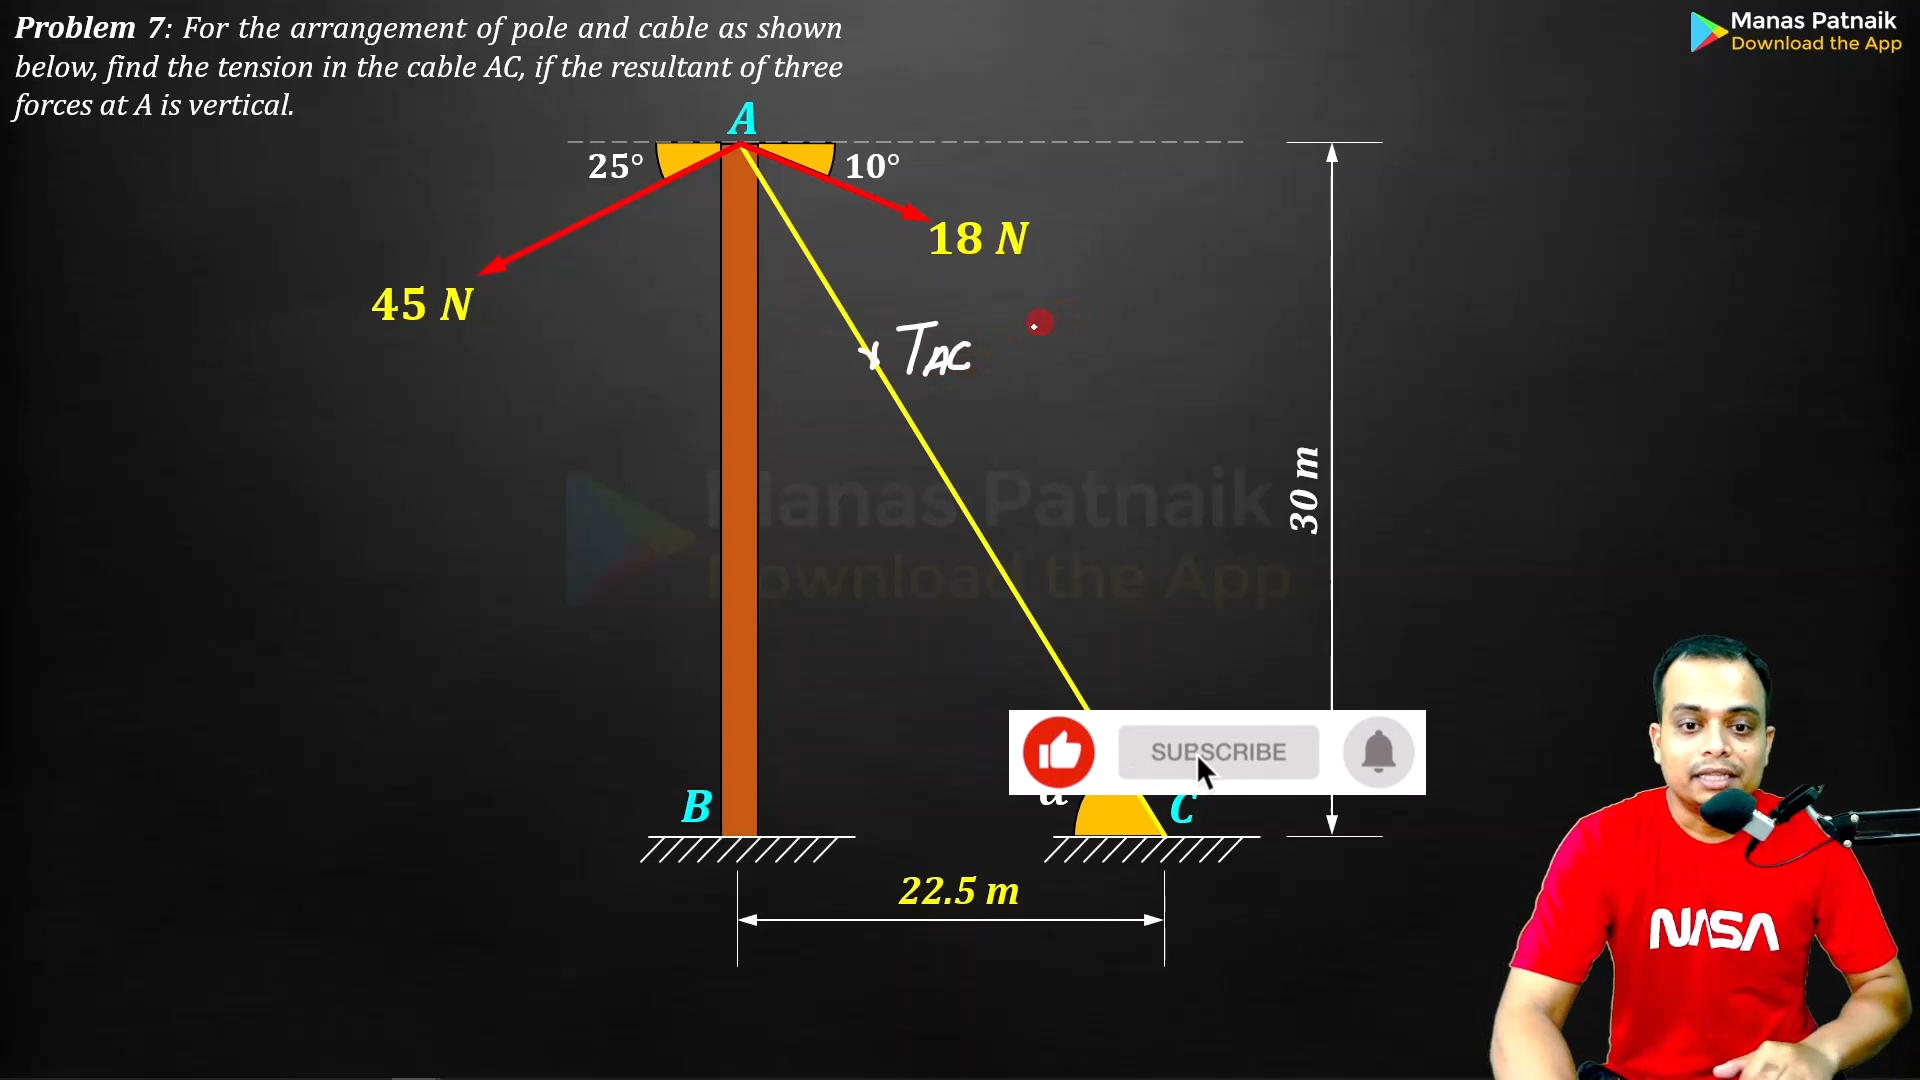 Problem 7: For the arrangement of pole and cable as shown
below, find the tension in the cable AC, if the resultant of three
forces at A is vertical.
Manas Patnaik
Download the App
A
25°
10°
18 N
45 N
TAC
30 m
Manas Patnaik
Download the App
SUBSCRIBE
α
B
C
22.5 m
NASA